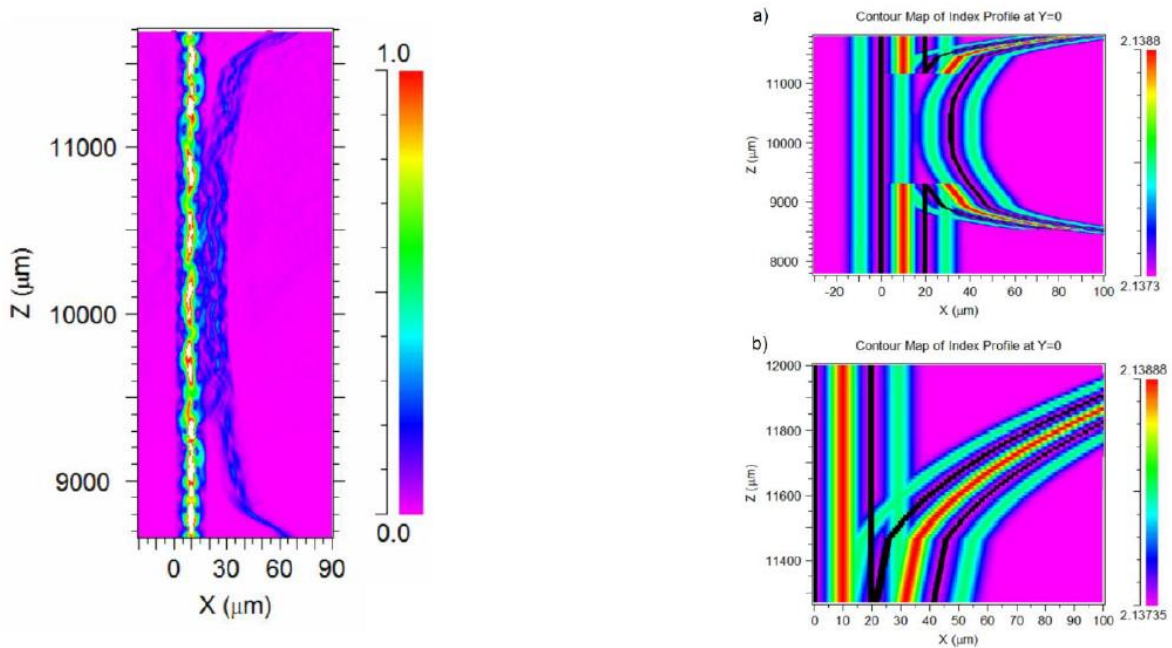 1.0
11000
10000
9000
Z (μm)
0.0
0 30 60 90
X (μm)
a)
Contour Map of Index Profile at Y=0
2.1388
11000
10000
9000
8000
Z (μm)
2.1373
-20 0 20 40 60 80 100
X (μm)
b)
Contour Map of Index Profile at Y=0
2.13888
12000
11800
11600
11400
Z (μm)
2.13735
0 10 20 30 40 50 60 70 80 90 100
X (μm)